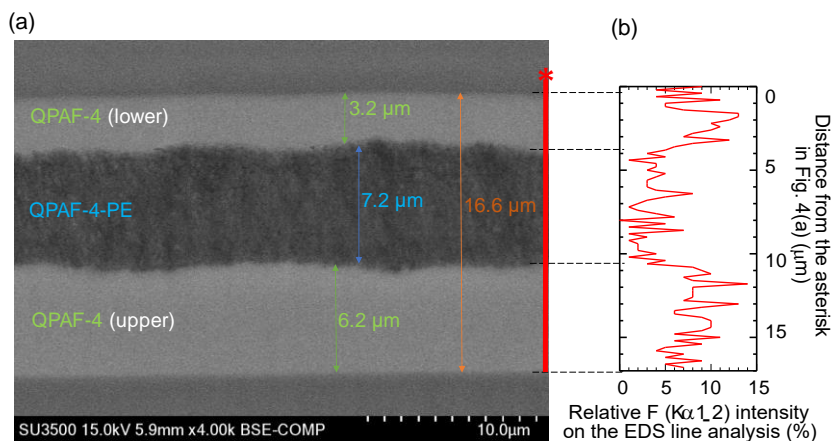 (a)
(b)
*
QPAF-4 (lower)
3.2 µm
QPAF-4-PE
7.2 µm
16.6 µm
QPAF-4 (upper)
6.2 µm
SU3500 15.0kV 5.9mm x4.00k BSE-COMP
10.0µm
0
5
10
15
Distance from the asterisk
in Fig. 4(a) (µm)
0 5 10 15
Relative F (Kα1_2) intensity
on the EDS line analysis (%)